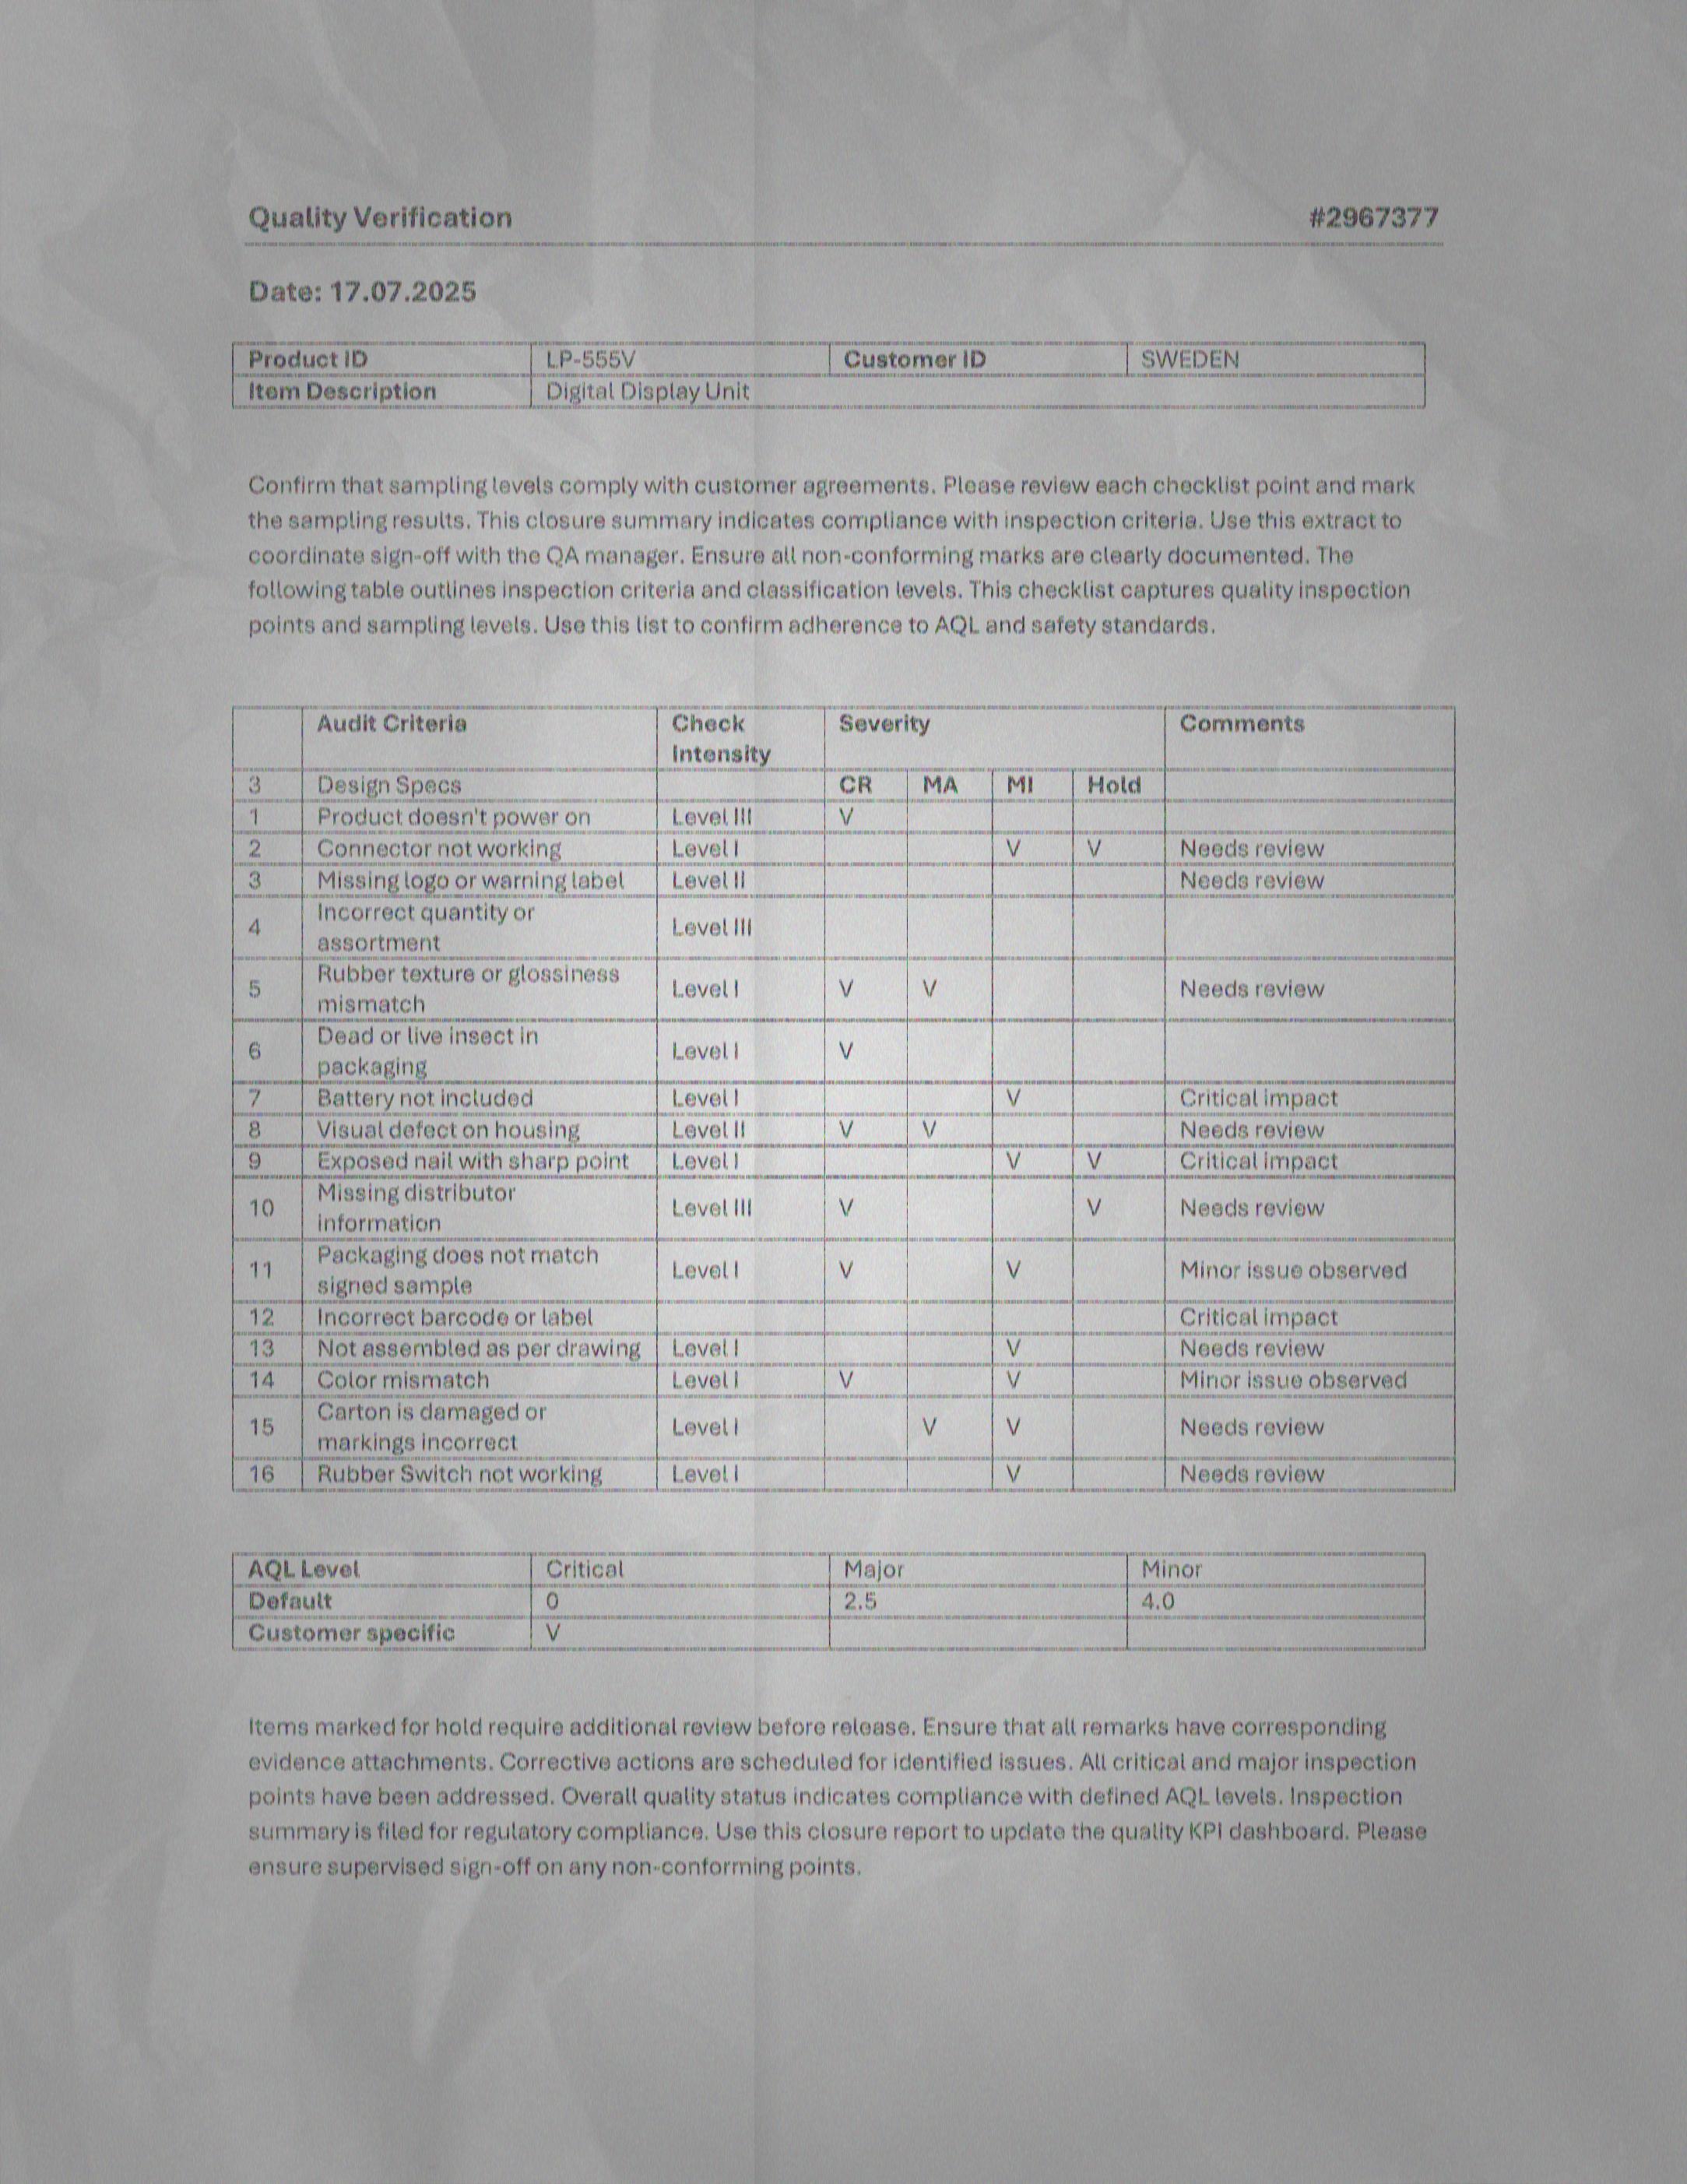 Quality Verification #2967377
Date: 17.07.2025
Product ID LP-555V Customer ID SWEDEN
Item Description Digital Display Unit
Confirm that sampling levels comply with customer agreements. Please review each checklist point and mark
the sampling results. This closure summary indicates compliance with inspection criteria. Use this extract to
coordinate sign-off with the QA manager. Ensure all non-conforming marks are clearly documented. The
following table outlines inspection criteria and classification levels. This checklist captures quality inspection
points and sampling levels. Use this list to confirm adherence to AQL and safety standards.
Audit Criteria Check Severity Comments
Intensity
3 Design Specs CR MA MI Hold
1 Product doesn't power on Level III V
2 Connector not working Level I V V Needs review
3 Missing logo or warning label Level II Needs review
4 Incorrect quantity or Level III
assortment
5 Rubber texture or glossiness Level I V V Needs review
mismatch
6 Dead or live insect in Level I V
packaging
7 Battery not included Level I V Critical impact
8 Visual defect on housing Level II V V Needs review
9 Exposed nail with sharp point Level I V V Critical impact
10 Missing distributor Level III V V Needs review
information
11 Packaging does not match Level I V V Minor issue observed
signed sample
12 Incorrect barcode or label Critical impact
13 Not assembled as per drawing Level I V Needs review
14 Color mismatch Level I V V Minor issue observed
15 Carton is damaged or Level I V V Needs review
markings incorrect
16 Rubber Switch not working Level I V Needs review
AQL Level Critical Major Minor
Default 0 2.5 4.0
Customer specific V
Items marked for hold require additional review before release. Ensure that all remarks have corresponding
evidence attachments. Corrective actions are scheduled for identified issues. All critical and major inspection
points have been addressed. Overall quality status indicates compliance with defined AQL levels. Inspection
summary is filed for regulatory compliance. Use this closure report to update the quality KPI dashboard. Please
ensure supervised sign-off on any non-conforming points.